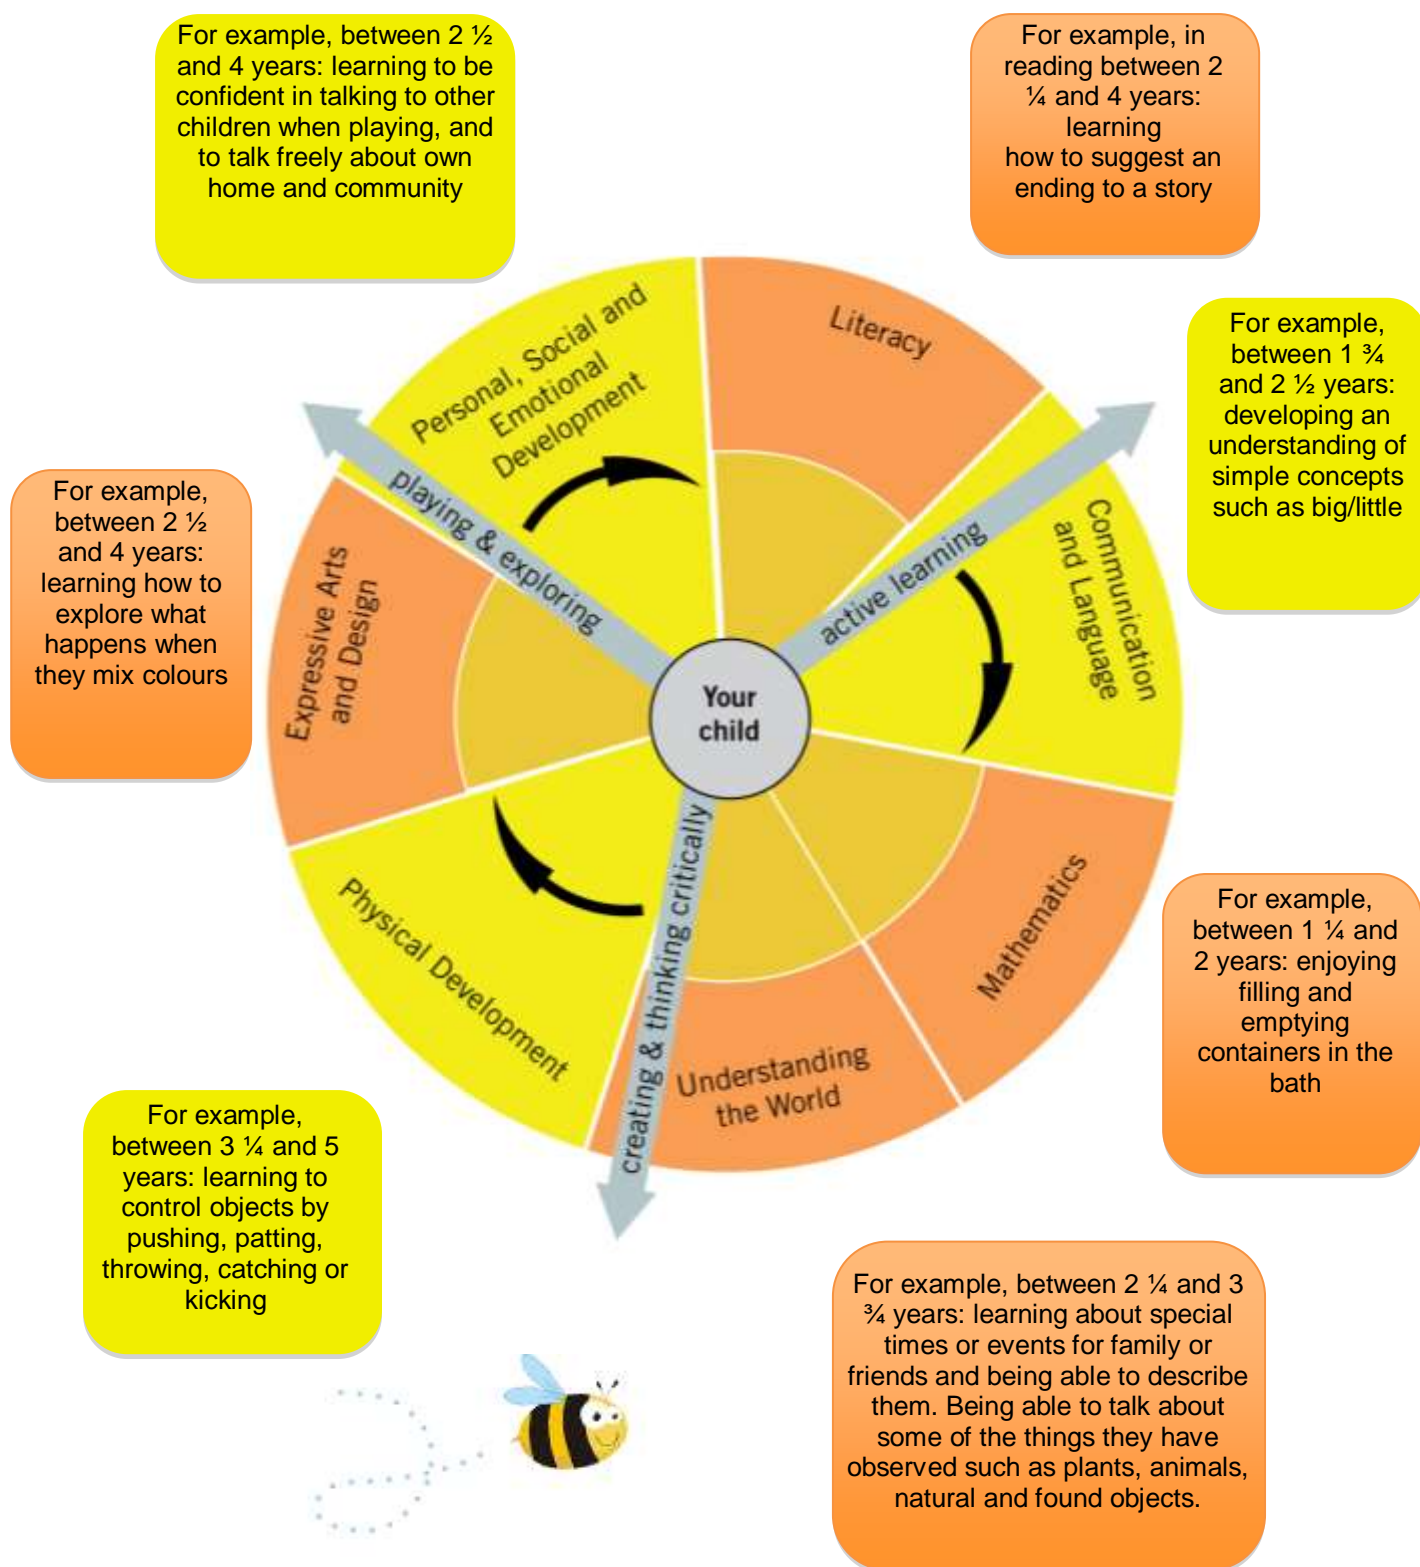 For example, between 2 ½
and 4 years: learning to be
confident in talking to other
children when playing, and
to talk freely about own
home and community
For example, in
reading between 2
¼ and 4 years:
learning
how to suggest an
ending to a story
For example,
between 1 ¾
and 2 ½ years:
developing an
understanding of
simple concepts
such as big/little
For example,
between 2 ½
and 4 years:
learning how to
explore what
happens when
they mix colours
Personal, Social and
Emotional
Development
Literacy
Communication
and Language
playing & exploring
active learning
Expressive Arts
and Design
Your
child
creating & thinking critically
Physical Development
Mathematics
Understanding
the World
For example,
between 1 ¼ and
2 years: enjoying
filling and
emptying
containers in the
bath
For example,
between 3 ¼ and 5
years: learning to
control objects by
pushing, patting,
throwing, catching or
kicking
For example, between 2 ¼ and 3
¾ years: learning about special
times or events for family or
friends and being able to describe
them. Being able to talk about
some of the things they have
observed such as plants, animals,
natural and found objects.